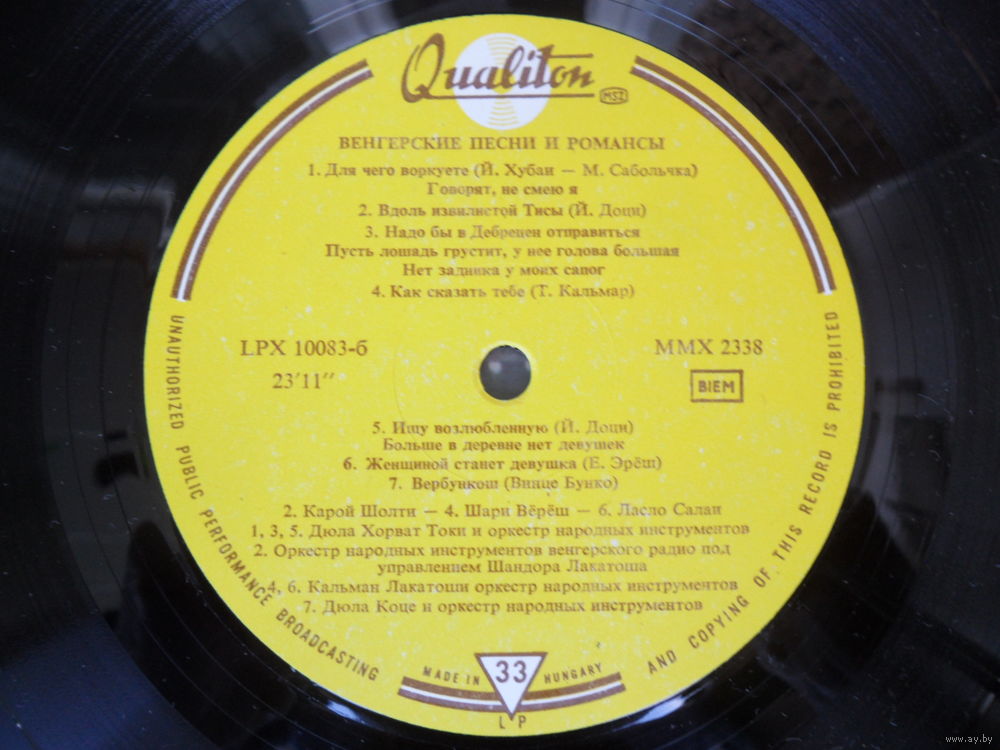 Qualiton
MSZ
ВЕНГЕРСКИЕ ПЕСНИ И РОМАНСЫ
1. Для чего воркуете (Й. Хубаи — М. Сабольчка)
Говорят, не смею я
2. Вдоль извилистой Тисы (Й. Доци)
3. Надо бы в Дебрецен отправиться
Пусть лошадь грустит, у нее голова большая
Нет задника у моих сапог
4. Как сказать тебе (Т. Кальмар)
LPX 10083-б
MMX 2338
23'11"
BIEM
5. Ищу возлюбленную (Й. Доци)
Больше в деревне нет девушек
6. Женщиной станет девушка (Е. Эрёш)
7. Вербункош (Винце Бунко)
2. Карой Шолти — 4. Шари Вёрёш — 6. Ласло Салаи
1, 3, 5. Дюла Хорват Токи и оркестр народных инструментов
2. Оркестр народных инструментов венгерского радио под
управлением Шандора Лакатоша
4, 6. Кальман Лакатоши оркестр народных инструментов
7. Дюла Коце и оркестр народных инструментов
UNAUTHORIZED PUBLIC PERFORMANCE BROADCASTING
AND COPYING OF THIS RECORD IS PROHIBITED
MADE IN HUNGARY
33
LP
www.ay.by